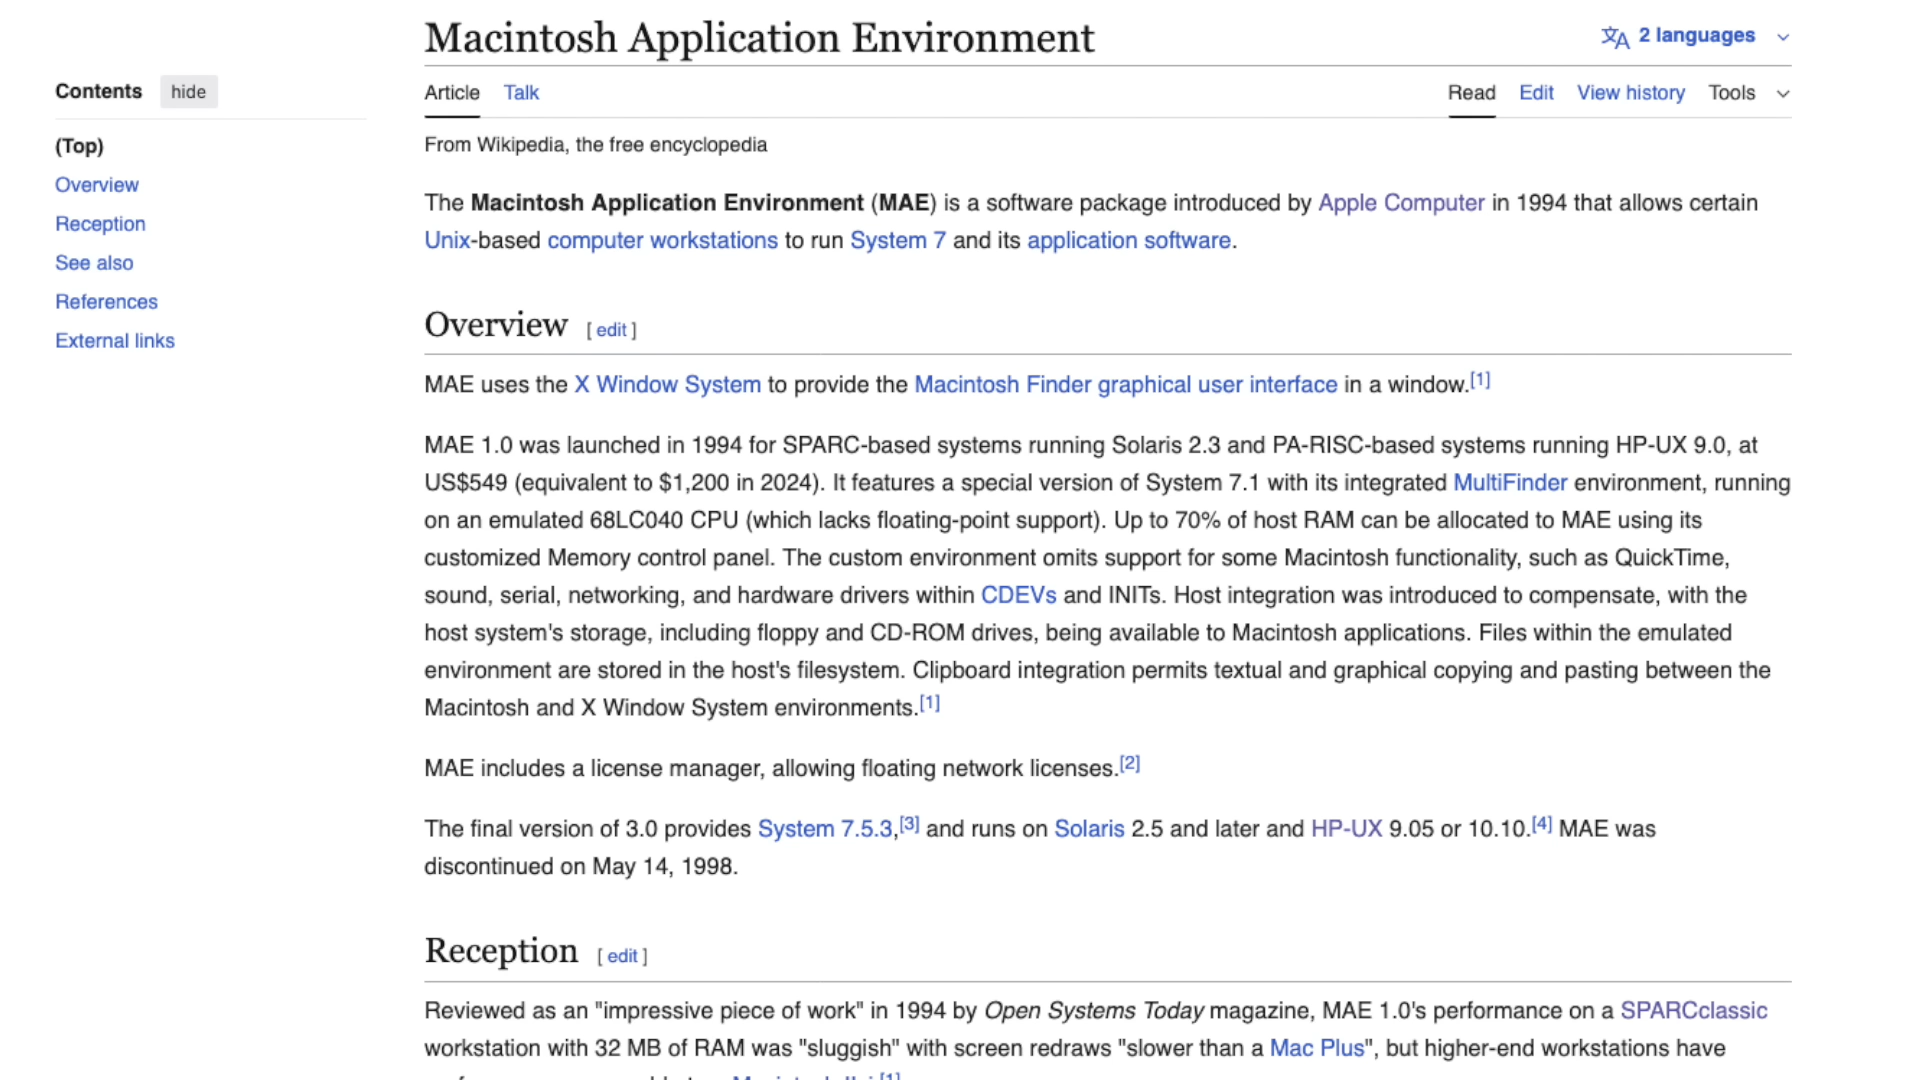 Macintosh Application Environment
2 languages
Contents hide
Article Talk
Read Edit View history Tools
(Top)
Overview
Reception
See also
References
External links
From Wikipedia, the free encyclopedia
The Macintosh Application Environment (MAE) is a software package introduced by Apple Computer in 1994 that allows certain
Unix-based computer workstations to run System 7 and its application software.
Overview [ edit ]
MAE uses the X Window System to provide the Macintosh Finder graphical user interface in a window.[1]
MAE 1.0 was launched in 1994 for SPARC-based systems running Solaris 2.3 and PA-RISC-based systems running HP-UX 9.0, at
US$549 (equivalent to $1,200 in 2024). It features a special version of System 7.1 with its integrated MultiFinder environment, running
on an emulated 68LC040 CPU (which lacks floating-point support). Up to 70% of host RAM can be allocated to MAE using its
customized Memory control panel. The custom environment omits support for some Macintosh functionality, such as QuickTime,
sound, serial, networking, and hardware drivers within CDEVs and INITs. Host integration was introduced to compensate, with the
host system's storage, including floppy and CD-ROM drives, being available to Macintosh applications. Files within the emulated
environment are stored in the host's filesystem. Clipboard integration permits textual and graphical copying and pasting between the
Macintosh and X Window System environments.[1]
MAE includes a license manager, allowing floating network licenses.[2]
The final version of 3.0 provides System 7.5.3,[3] and runs on Solaris 2.5 and later and HP-UX 9.05 or 10.10.[4] MAE was
discontinued on May 14, 1998.
Reception [ edit ]
Reviewed as an "impressive piece of work" in 1994 by Open Systems Today magazine, MAE 1.0's performance on a SPARCclassic
workstation with 32 MB of RAM was "sluggish" with screen redraws "slower than a Mac Plus", but higher-end workstations have
[1]